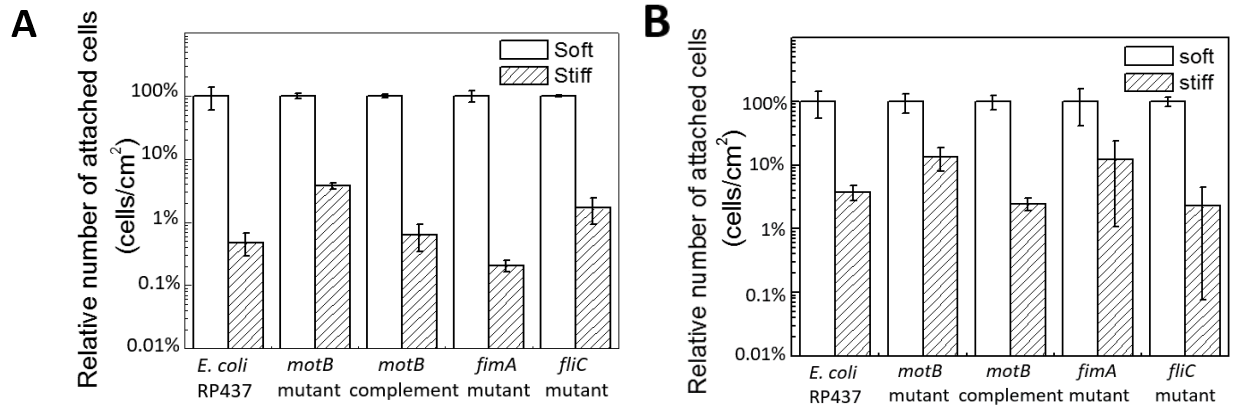 A
Relative number of attached cells
(cells/cm²)
100%
10%
1%
0.1%
0.01%
Soft
Stiff
E. coli
RP437
motB
mutant
motB
complement
fimA
mutant
fliC
mutant
B
Relative number of attached cells
(cells/cm²)
100%
10%
1%
0.1%
0.01%
soft
stiff
E. coli
RP437
motB
mutant
motB
complement
fimA
mutant
fliC
mutant